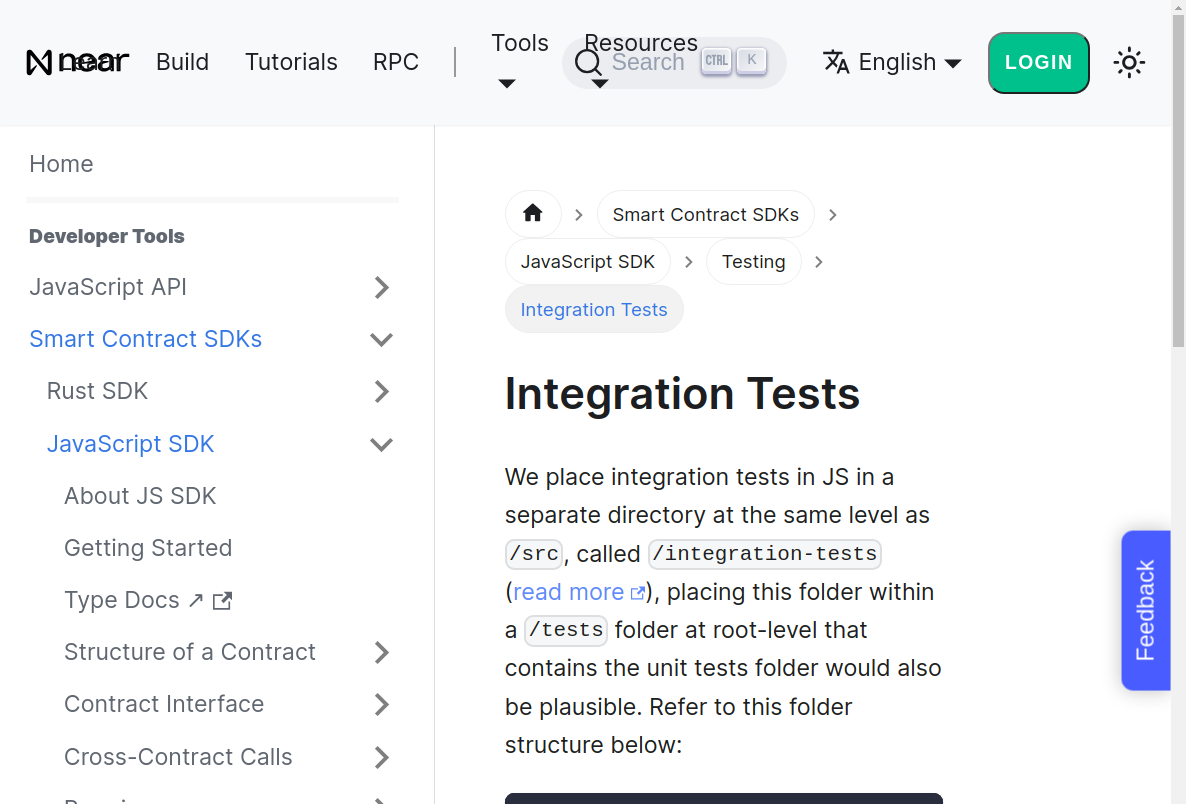 near
Learn
Build
Tutorials
RPC
Tools
Resources
Search
CTRL
K
English
LOGIN
Home
Developer Tools
JavaScript API
Smart Contract SDKs
Rust SDK
JavaScript SDK
About JS SDK
Getting Started
Type Docs ↗
Structure of a Contract
Contract Interface
Cross-Contract Calls
Smart Contract SDKs
JavaScript SDK
Testing
Integration Tests
Integration Tests
We place integration tests in JS in a
separate directory at the same level as
/src, called /integration-tests
(read more), placing this folder within
a /tests folder at root-level that
contains the unit tests folder would also
be plausible. Refer to this folder
structure below:
Feedback